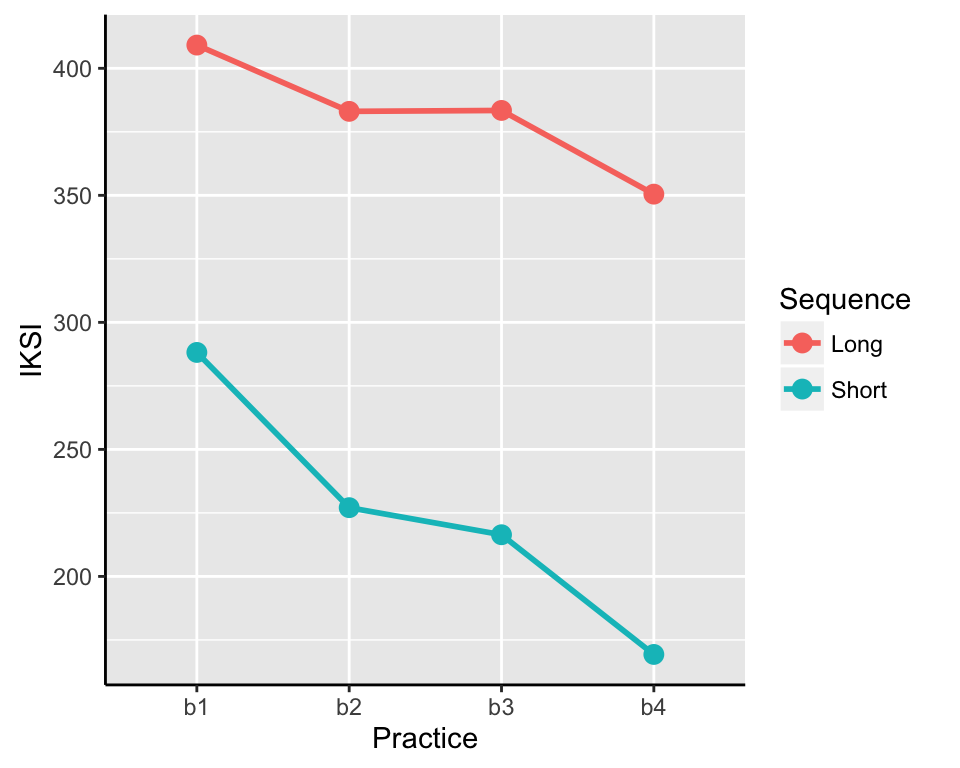 400
350
300
250
200
IKSI
b1 b2 b3 b4
Practice
Sequence
Long
Short